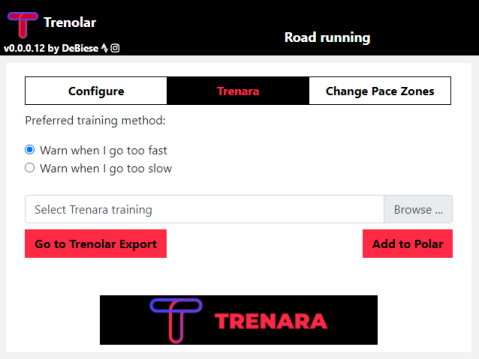 Trenolar
v0.0.0.12 by DeBiese
Road running
Configure
Trenara
Change Pace Zones
Preferred training method:
Warn when I go too fast
Warn when I go too slow
Select Trenara training
Browse ...
Go to Trenolar Export
Add to Polar
TRENARA